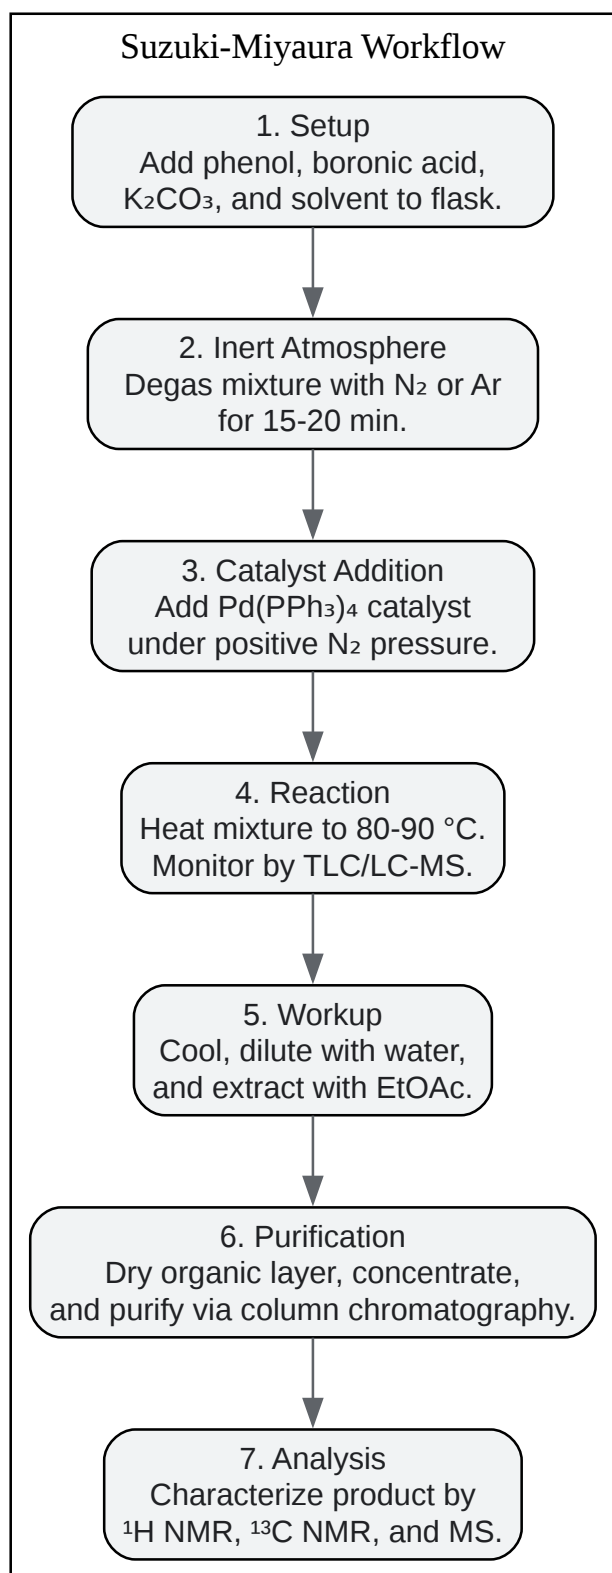 Suzuki-Miyaura Workflow
1. Setup
Add phenol, boronic acid,
K₂CO₃, and solvent to flask.
2. Inert Atmosphere
Degas mixture with N₂ or Ar
for 15-20 min.
3. Catalyst Addition
Add Pd(PPh₃)₄ catalyst
under positive N₂ pressure.
4. Reaction
Heat mixture to 80-90 °C.
Monitor by TLC/LC-MS.
5. Workup
Cool, dilute with water,
and extract with EtOAc.
6. Purification
Dry organic layer, concentrate,
and purify via column chromatography.
7. Analysis
Characterize product by
¹H NMR, ¹³C NMR, and MS.